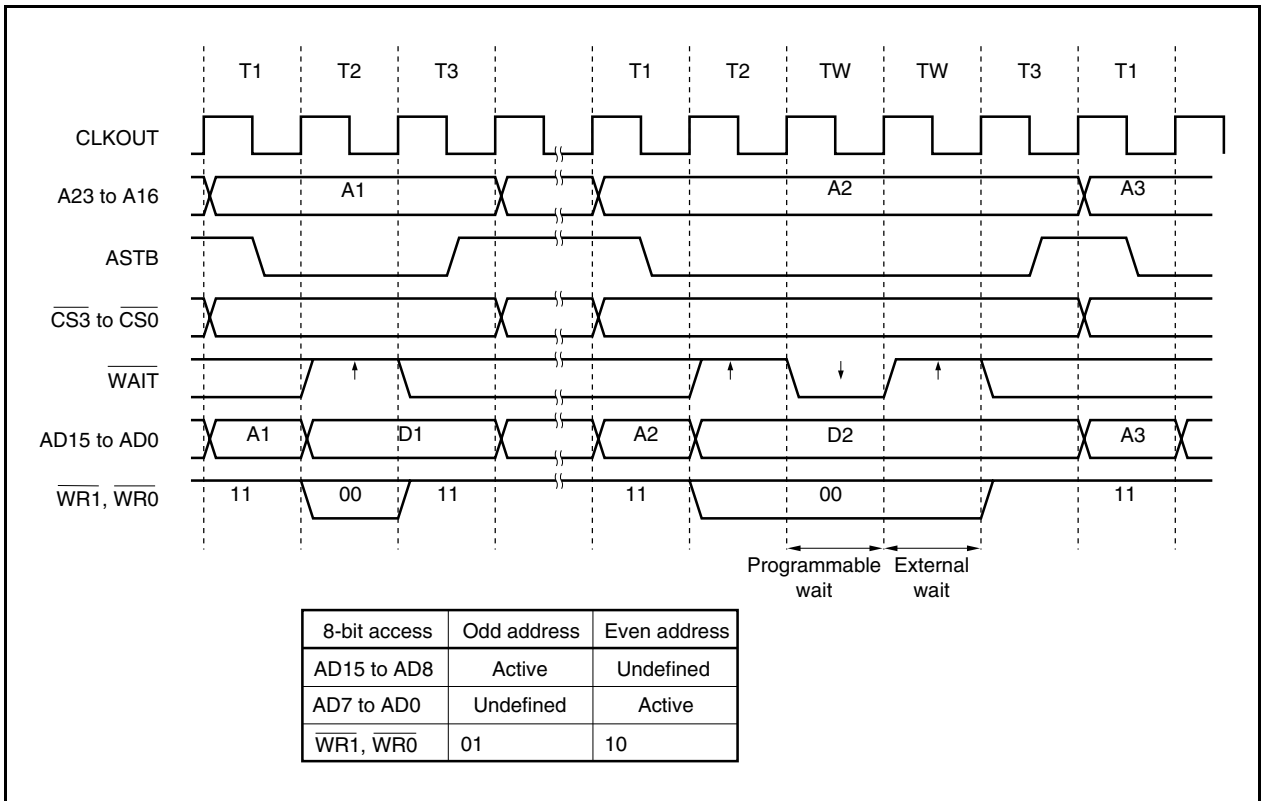 T1 T2 T3 T1 T2 TW TW T3 T1
CLKOUT
A23 to A16 A1 A2 A3
ASTB
CS3 to CS0
WAIT
AD15 to AD0 A1 D1 A2 D2 A3
WR1, WR0 11 00 11 11 00 11
Programmable wait
External wait
8-bit access Odd address Even address
AD15 to AD8 Active Undefined
AD7 to AD0 Undefined Active
WR1, WR0 01 10